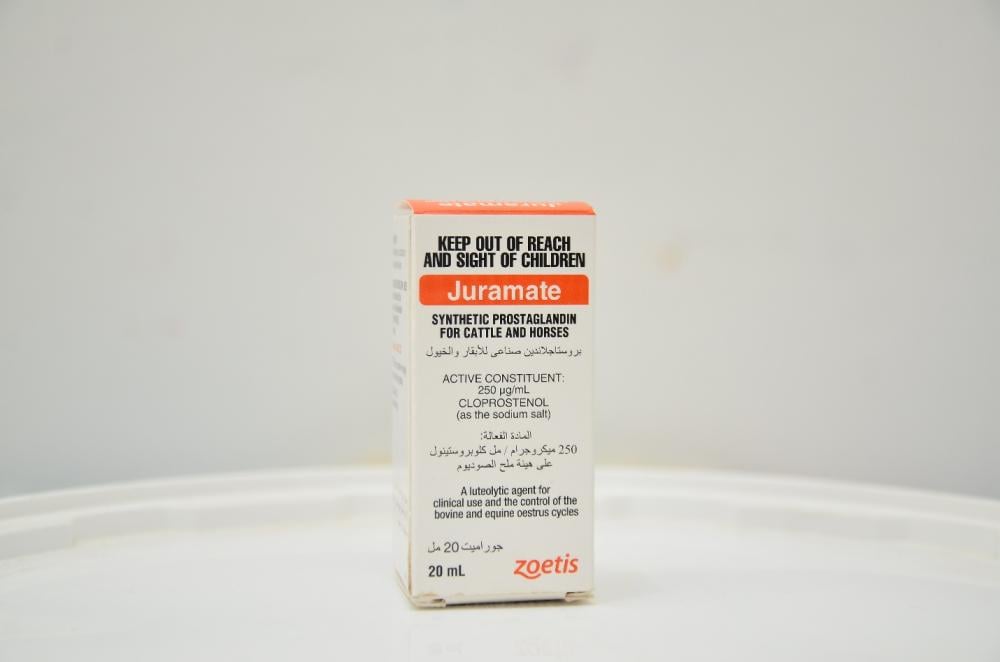 Juramate
KEEP OUT OF REACH
AND SIGHT OF CHILDREN
Juramate
SYNTHETIC PROSTAGLANDIN
FOR CATTLE AND HORSES
بروستاجلاندين صناعى للأبقار والخيول
ACTIVE CONSTITUENT:
250 µg/mL
CLOPROSTENOL
(as the sodium salt)
المادة الفعالة:
250 ميكروجرام / مل كلوبروستينول
على هيئة ملح الصوديوم
A luteolytic agent for
clinical use and the control of the
bovine and equine oestrus cycles
جوراميت 20 مل
20 mL
zoetis